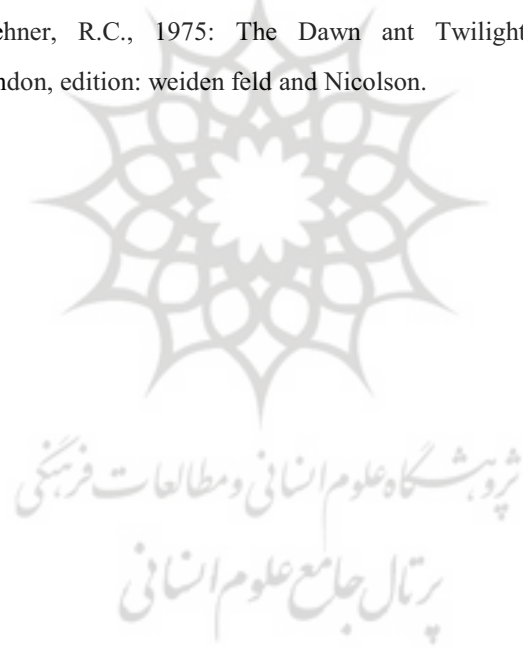 ehner, R.C., 1975: The Dawn ant Twilight
ndon, edition: weiden feld and Nicolson.
پژوهشگاه علوم انسانی و مطالعات فرهنگی
پرتال جامع علوم انسانی